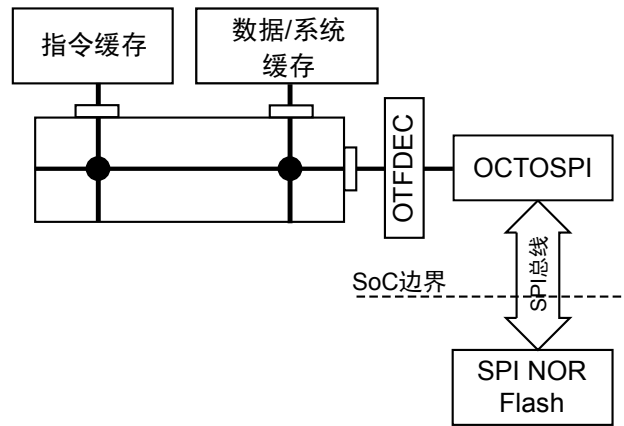 指令缓存
数据/系统
缓存
OTFDEC
OCTOSPI
SPI总线
SoC边界
SPI NOR
Flash